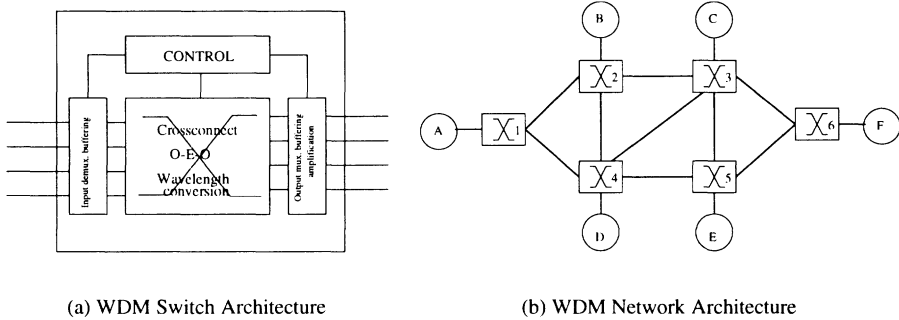 CONTROL
Input demux. buffering
Crossconnect
O-E-O
Wavelength
conversion
Output mux. buffering
amplification
(a) WDM Switch Architecture
B
C
2
3
A
1
6
F
4
5
D
E
(b) WDM Network Architecture